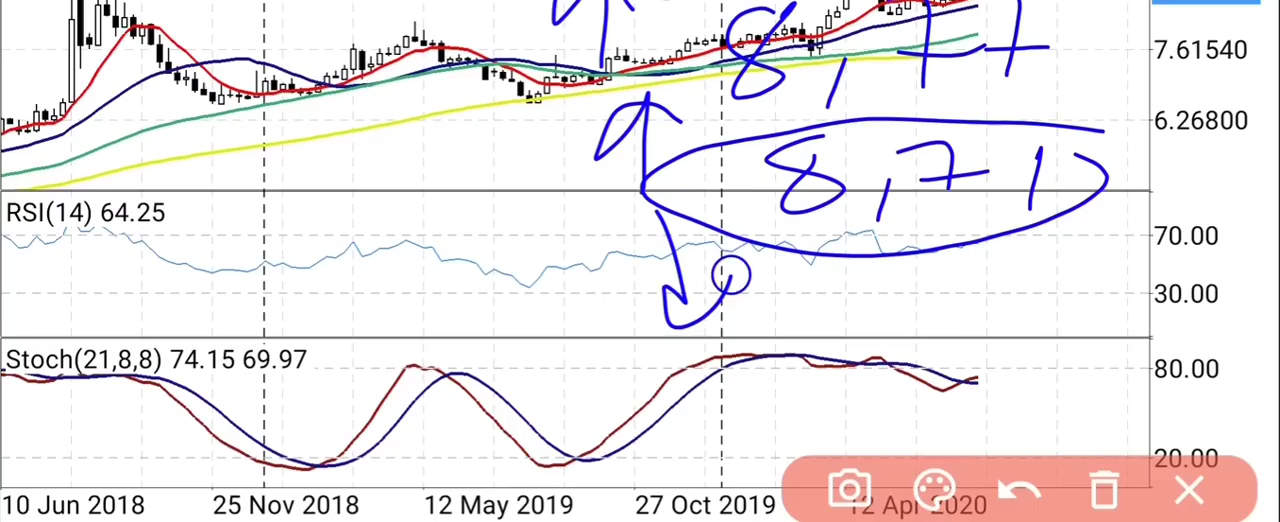 8,77
7.61540
6.26800
8,71
RSI(14) 64.25
70.00
30.00
Stoch(21,8,8) 74.15 69.97
80.00
20.00
10 Jun 2018 25 Nov 2018 12 May 2019 27 Oct 2019 12 Apr 2020